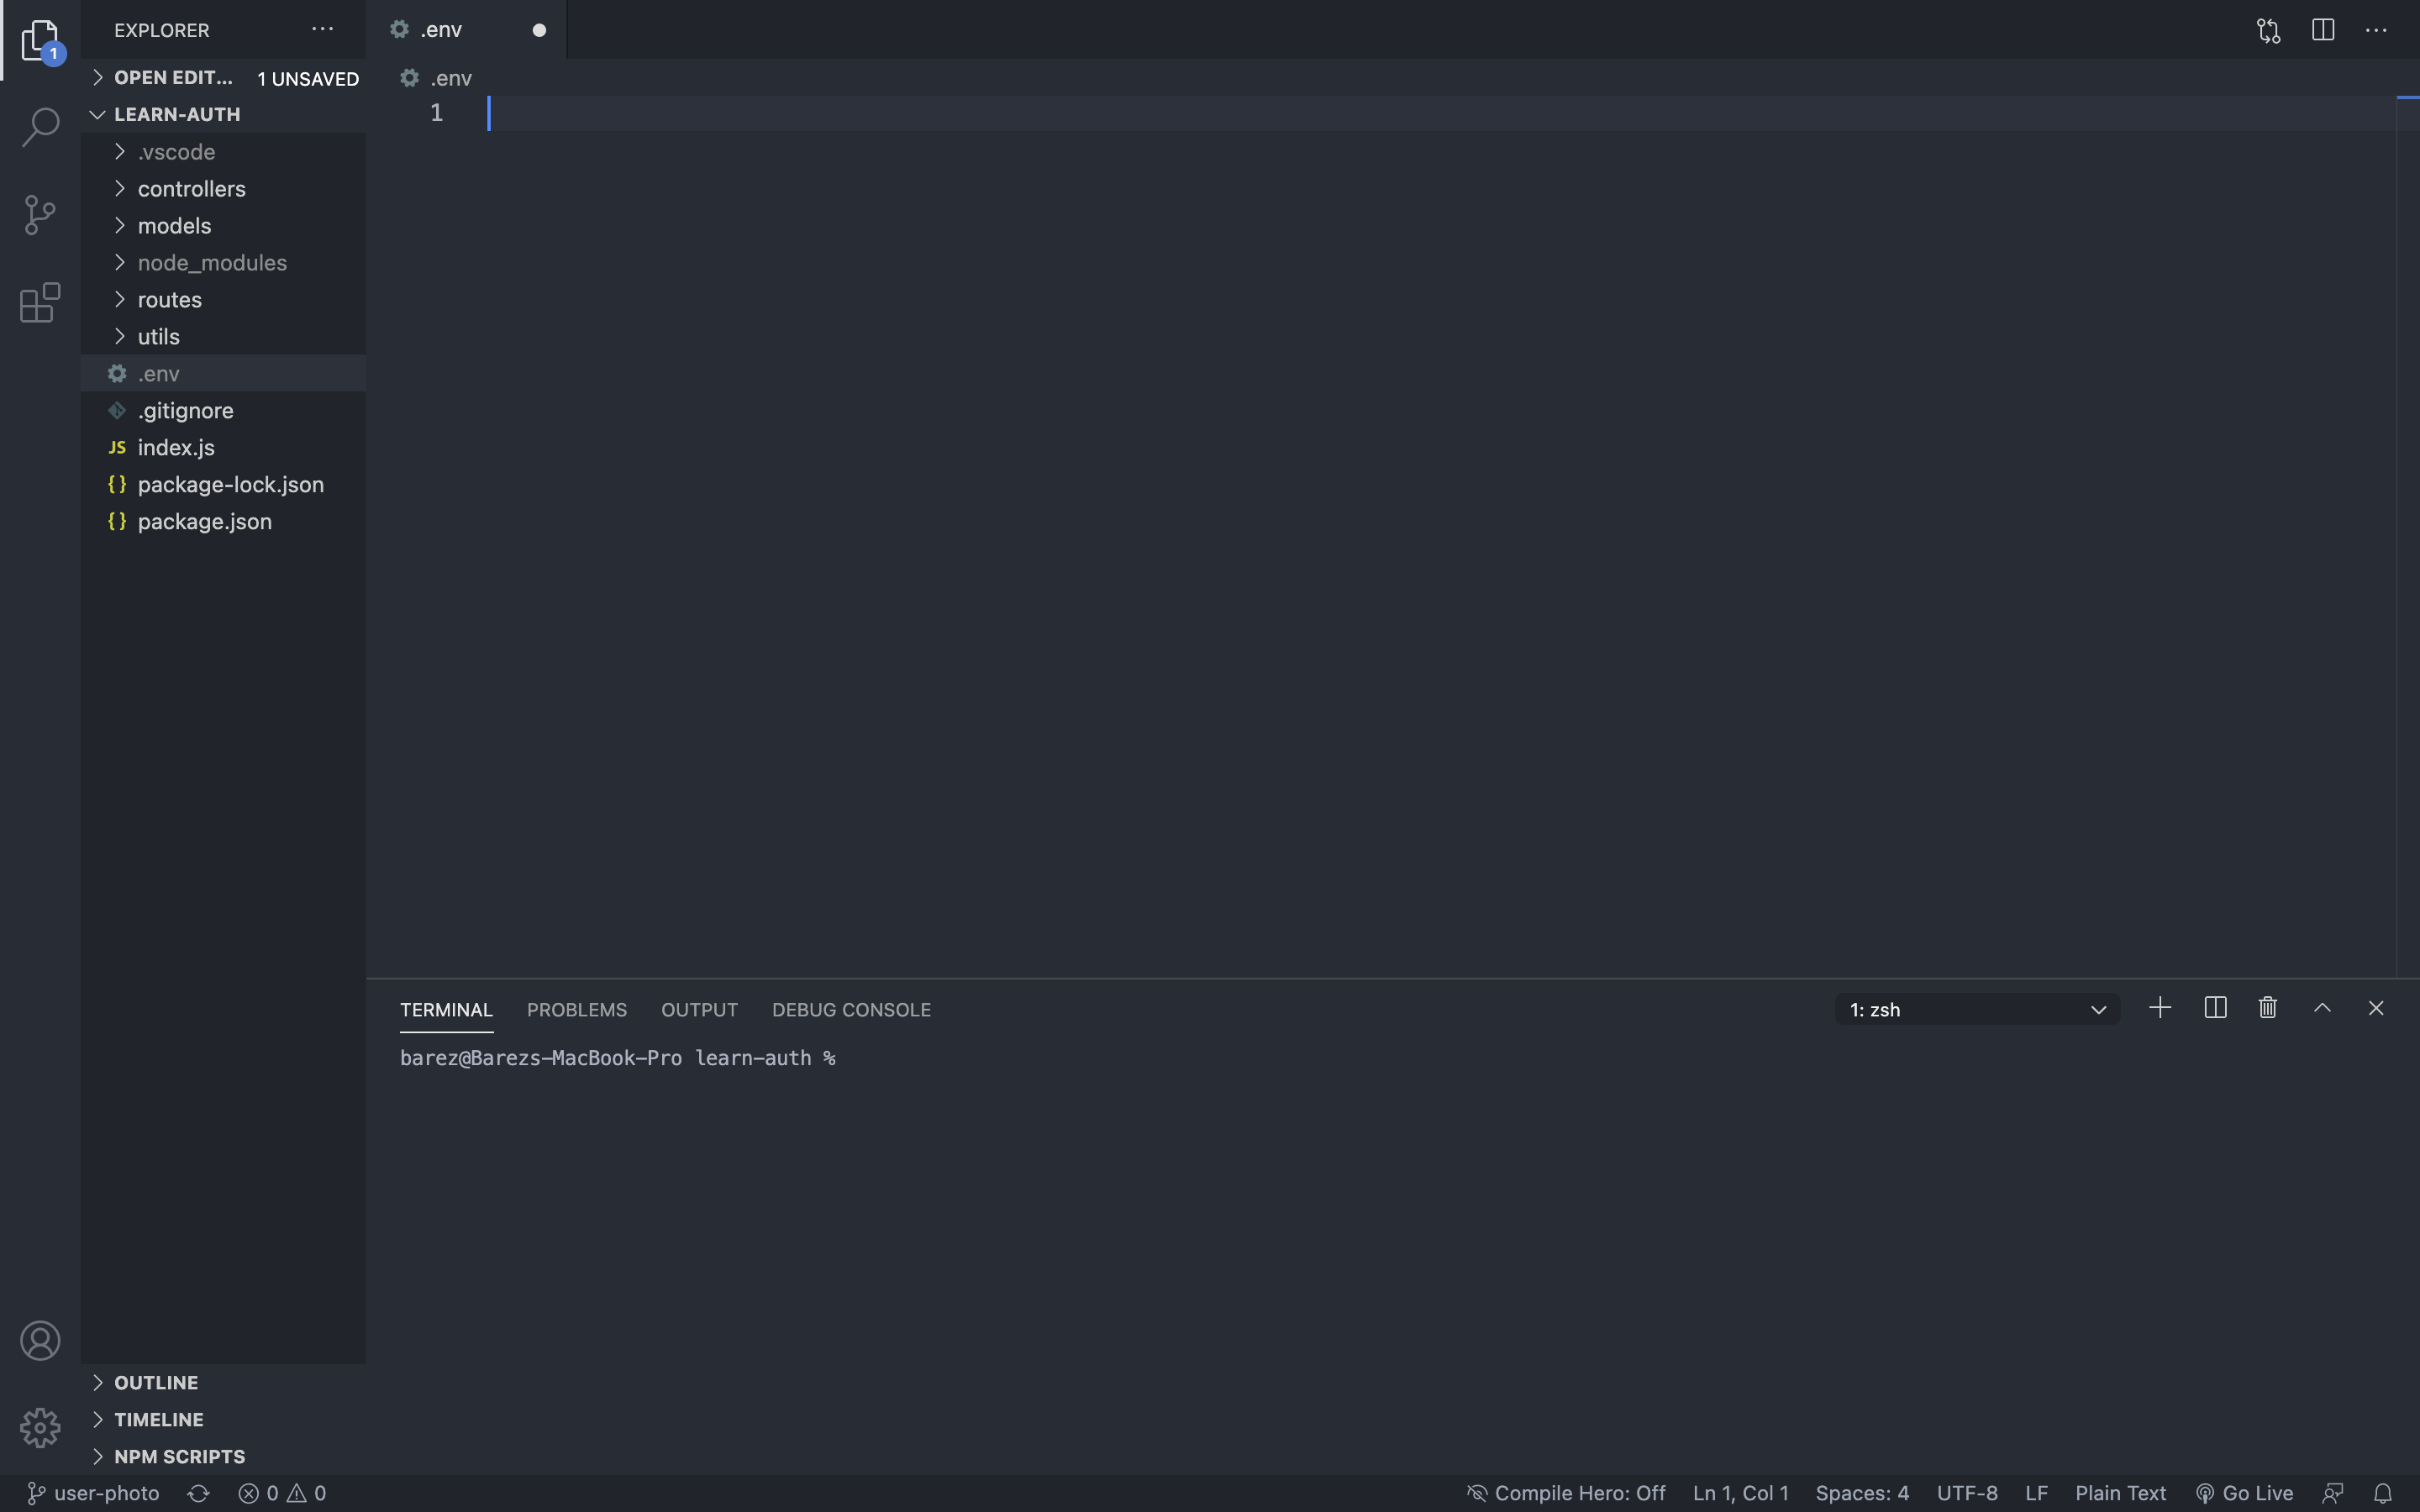 EXPLORER
.env
1
OPEN EDIT... 1 UNSAVED
LEARN-AUTH
.vscode
controllers
models
node_modules
routes
utils
.env
.gitignore
JS index.js
{} package-lock.json
{} package.json
.env
1
TERMINAL PROBLEMS OUTPUT DEBUG CONSOLE 1: zsh
barez@Barezs-MacBook-Pro learn-auth %
OUTLINE
TIMELINE
NPM SCRIPTS
user-photo 0 0 Compile Hero: Off Ln 1, Col 1 Spaces: 4 UTF-8 LF Plain Text Go Live